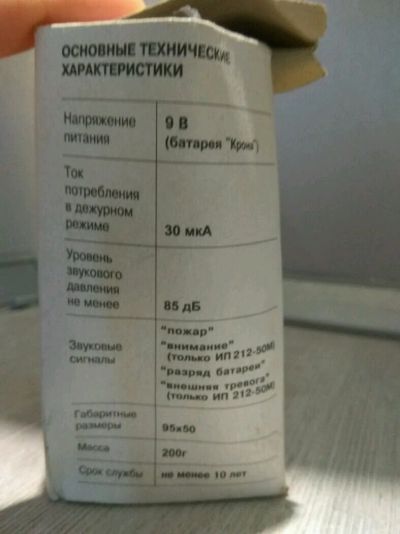 ОСНОВНЫЕ ТЕХНИЧЕСКИЕ
ХАРАКТЕРИСТИКИ
Напряжение
питания
9 В
(батарея "Крона")
Ток
потребления
в дежурном
режиме
30 мкА
Уровень
звукового
давления
не менее
85 дБ
Звуковые
сигналы
"пожар"
"внимание"
(только ИП 212-50М)
"разряд батареи"
"внешняя тревога"
(только ИП 212-50М)
Габаритные
размеры
95x50
Масса
200г
Срок службы
не менее 10 лет